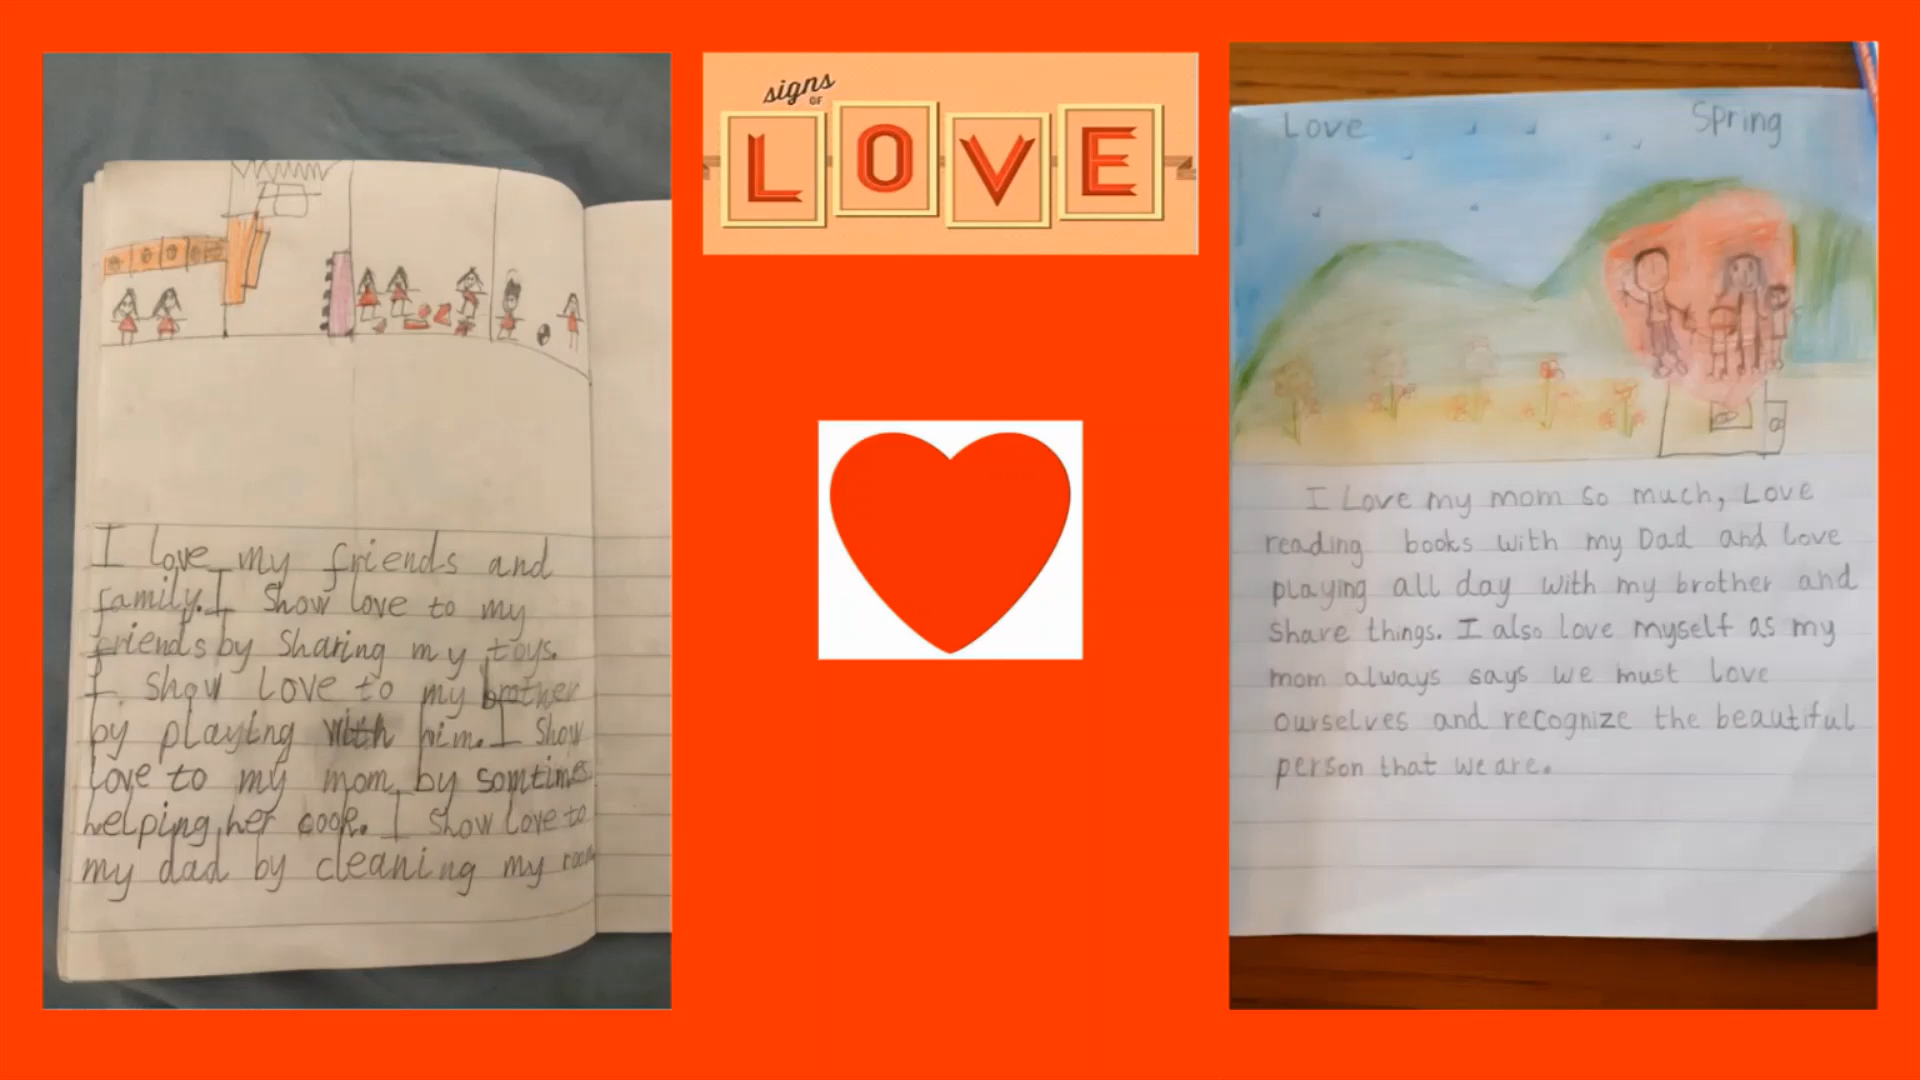 I love my friends and
family. I Show love to my
friends by Sharing my toys.
I show love to my brother
by playing with him. I Show
love to my mom by somtimes
helping her cook. I Show love to
my dad by cleaning my room
signs
OF
LOVE
Love Spring
I Love my mom so much, Love
reading books with my Dad and love
playing all day with my brother and
Share things. I also love myself as my
mom always says we must love
ourselves and recognize the beautiful
person that we are.